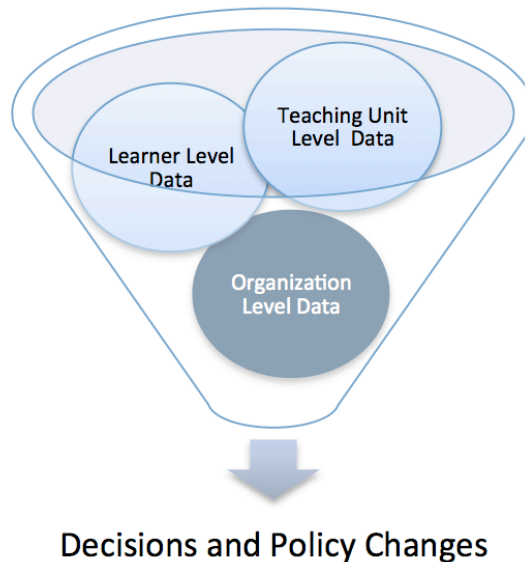 Teaching Unit
Level Data
Learner Level
Data
Organization
Level Data
Decisions and Policy Changes